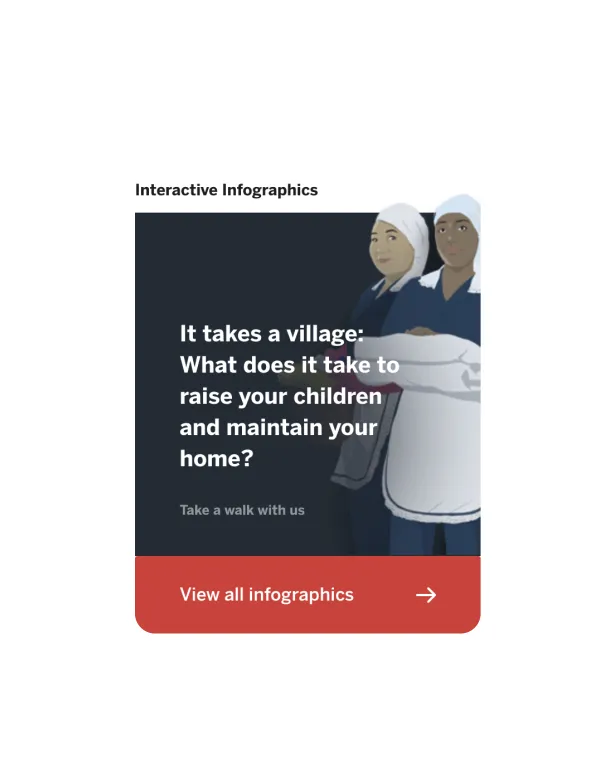 Interactive Infographics
It takes a village:
What does it take to
raise your children
and maintain your
home?
Take a walk with us
View all infographics